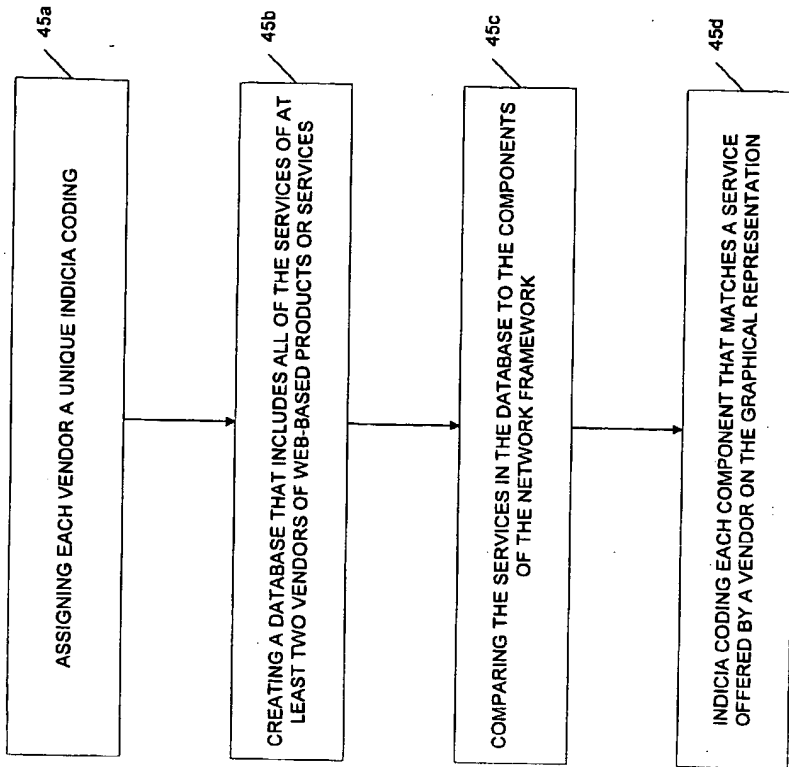 45a
ASSIGNING EACH VENDOR A UNIQUE INDICIA CODING
45b
CREATING A DATABASE THAT INCLUDES ALL OF THE SERVICES OF AT
LEAST TWO VENDORS OF WEB-BASED PRODUCTS OR SERVICES
45c
COMPARING THE SERVICES IN THE DATABASE TO THE COMPONENTS
OF THE NETWORK FRAMEWORK
45d
INDICIA CODING EACH COMPONENT THAT MATCHES A SERVICE
OFFERED BY A VENDOR ON THE GRAPHICAL REPRESENTATION